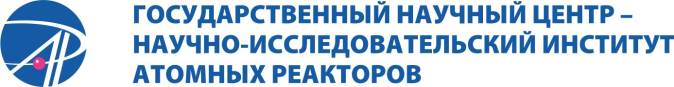 ГОСУДАРСТВЕННЫЙ НАУЧНЫЙ ЦЕНТР –
НАУЧНО-ИССЛЕДОВАТЕЛЬСКИЙ ИНСТИТУТ
АТОМНЫХ РЕАКТОРОВ